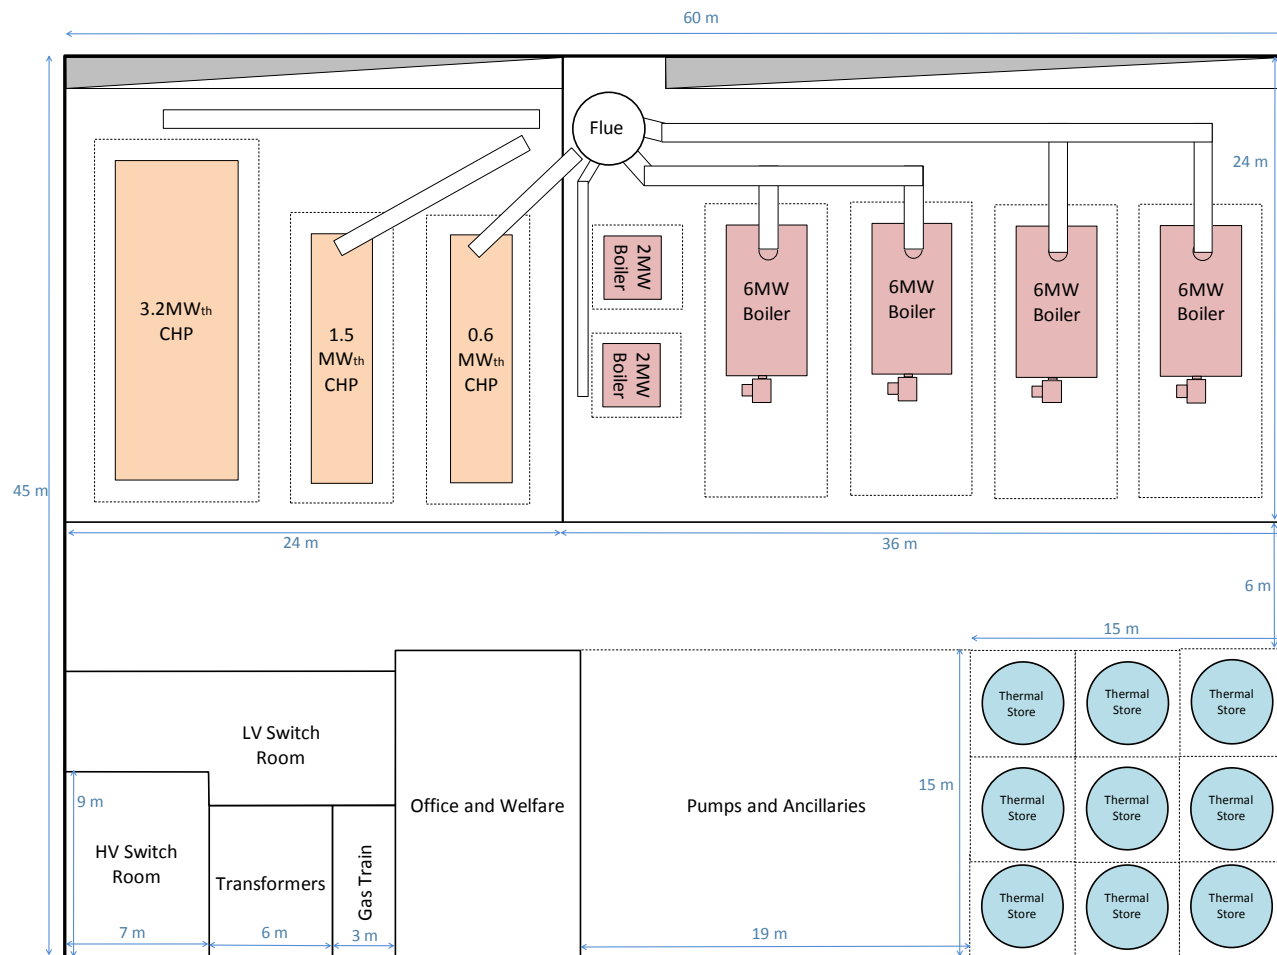 60 m
Flue
24 m
2MW
Boiler
2MW
Boiler
6MW
Boiler
6MW
Boiler
6MW
Boiler
6MW
Boiler
3.2MWth
CHP
1.5
MWth
CHP
0.6
MWth
CHP
45 m
24 m
36 m
6 m
15 m
Thermal
Store
Thermal
Store
Thermal
Store
LV Switch
Room
9 m
Office and Welfare
Pumps and Ancillaries
15 m
Thermal
Store
Thermal
Store
Thermal
Store
HV Switch
Room
Transformers
Gas Train
Thermal
Store
Thermal
Store
Thermal
Store
7 m
6 m
3 m
19 m